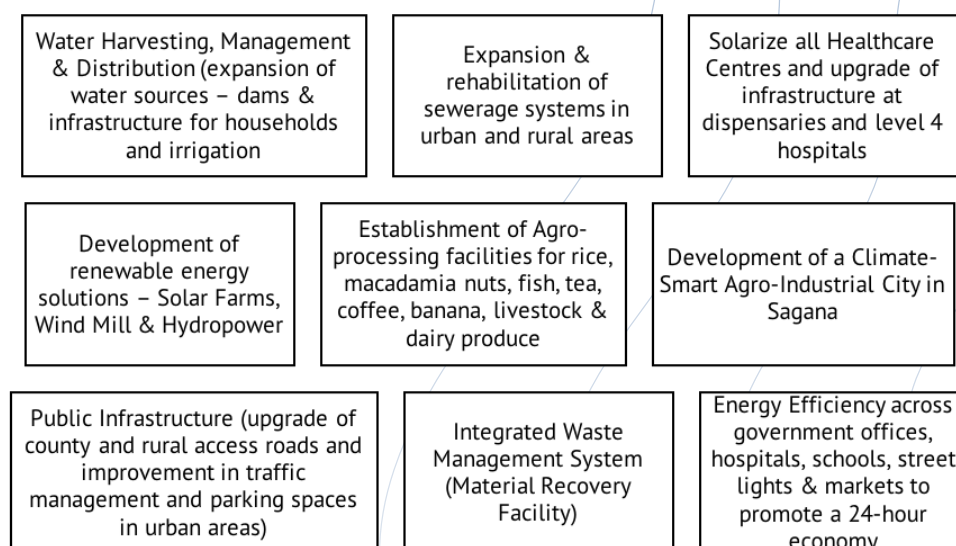 Water Harvesting, Management
& Distribution (expansion of
water sources – dams &
infrastructure for households
and irrigation
Expansion &
rehabilitation of
sewerage systems in
urban and rural areas
Solarize all Healthcare
Centres and upgrade of
infrastructure at
dispensaries and level 4
hospitals
Development of
renewable energy
solutions – Solar Farms,
Wind Mill & Hydropower
Establishment of Agro-
processing facilities for rice,
macadamia nuts, fish, tea,
coffee, banana, livestock &
dairy produce
Development of a Climate-
Smart Agro-Industrial City in
Sagana
Public Infrastructure (upgrade of
county and rural access roads and
improvement in traffic
management and parking spaces
in urban areas)
Integrated Waste
Management System
(Material Recovery
Facility)
Energy Efficiency across
government offices,
hospitals, schools, street
lights & markets to
promote a 24-hour
economy